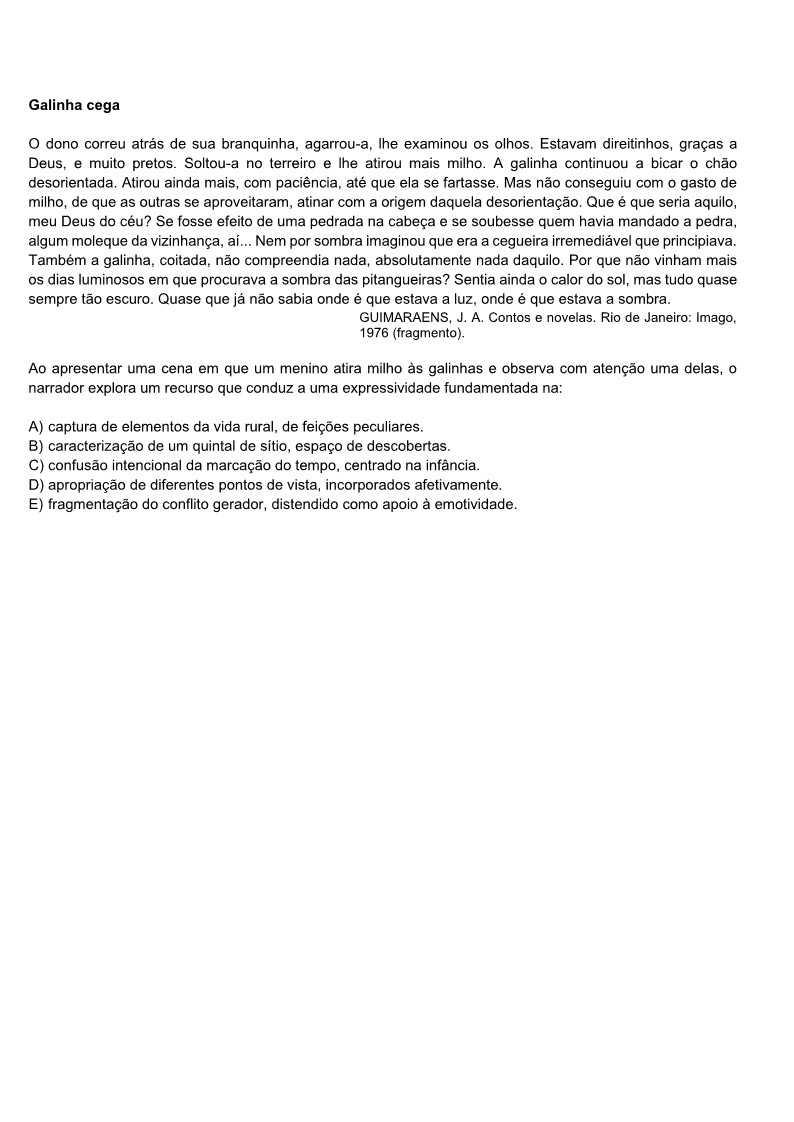 Galinha cega
O dono correu atrás de sua branquinha, agarrou-a, lhe examinou os olhos. Estavam direitinhos, graças a
Deus, e muito pretos. Soltou-a no terreiro e lhe atirou mais milho. A galinha continuou a bicar o chão
desorientada. Atirou ainda mais, com paciência, até que ela se fartasse. Mas não conseguiu com o gasto de
milho, de que as outras se aproveitaram, atinar com a origem daquela desorientação. Que é que seria aquilo,
meu Deus do céu? Se fosse efeito de uma pedrada na cabeça e se soubesse quem havia mandado a pedra,
algum moleque da vizinhança, aí... Nem por sombra imaginou que era a cegueira irremediável que principiava.
Também a galinha, coitada, não compreendia nada, absolutamente nada daquilo. Por que não vinham mais
os dias luminosos em que procurava a sombra das pitangueiras? Sentia ainda o calor do sol, mas tudo quase
sempre tão escuro. Quase que já não sabia onde é que estava a luz, onde é que estava a sombra.
GUIMARAENS, J. A. Contos e novelas. Rio de Janeiro: Imago,
1976 (fragmento).
Ao apresentar uma cena em que um menino atira milho às galinhas e observa com atenção uma delas, o
narrador explora um recurso que conduz a uma expressividade fundamentada na:
A) captura de elementos da vida rural, de feições peculiares.
B) caracterização de um quintal de sítio, espaço de descobertas.
C) confusão intencional da marcação do tempo, centrado na infância.
D) apropriação de diferentes pontos de vista, incorporados afetivamente.
E) fragmentação do conflito gerador, distendido como apoio à emotividade.